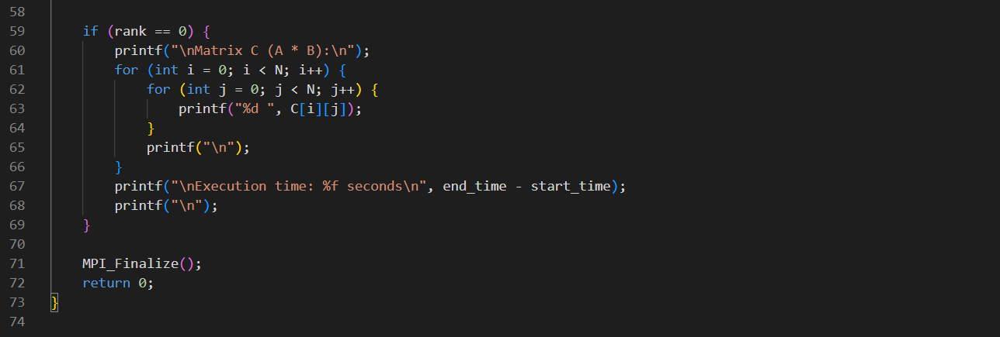 58
59 if (rank == 0) {
60 printf("\nMatrix C (A * B):\n");
61 for (int i = 0; i < N; i++) {
62 for (int j = 0; j < N; j++) {
63 printf("%d ", C[i][j]);
64 }
65 printf("\n");
66 }
67 printf("\nExecution time: %f seconds\n", end_time - start_time);
68 printf("\n");
69 }
70
71 MPI_Finalize();
72 return 0;
73 }
74